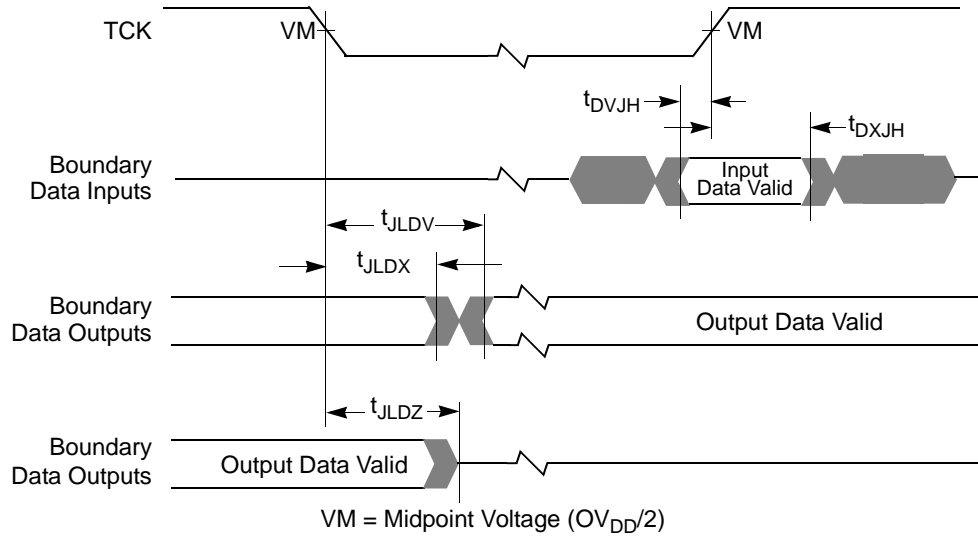 TCK
VM
VM
tDVJH
tDXJH
Boundary
Data Inputs
Input
Data Valid
tJLDV
tJLDX
Boundary
Data Outputs
Output Data Valid
tJLDZ
Boundary
Data Outputs
Output Data Valid
VM = Midpoint Voltage (OVDD/2)